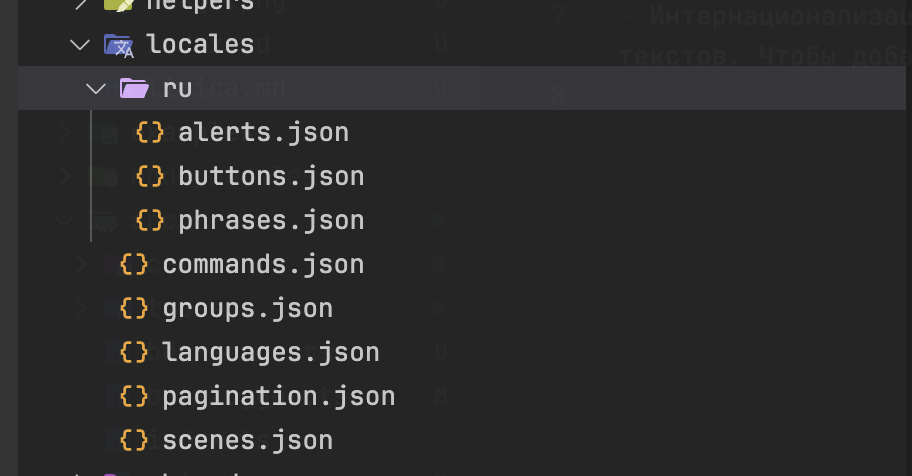 helpers
7
- Интернационализац
locales
текстов. Чтобы доба
ru
8
alerts.json
buttons.json
phrases.json
commands.json
groups.json
languages.json
pagination.json
scenes.json